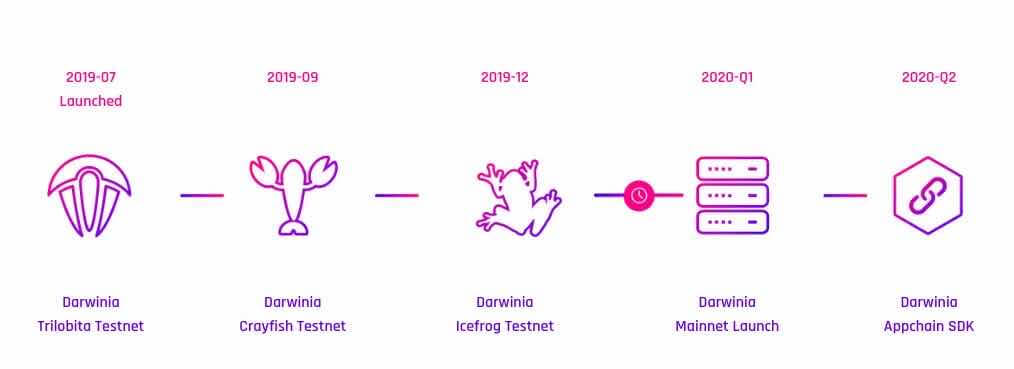 2019-07
Launched
2019-09
2019-12
2020-Q1
2020-Q2
Darwinia
Trilobita Testnet
Darwinia
Crayfish Testnet
Darwinia
Icefrog Testnet
Darwinia
Mainnet Launch
Darwinia
Appchain SDK